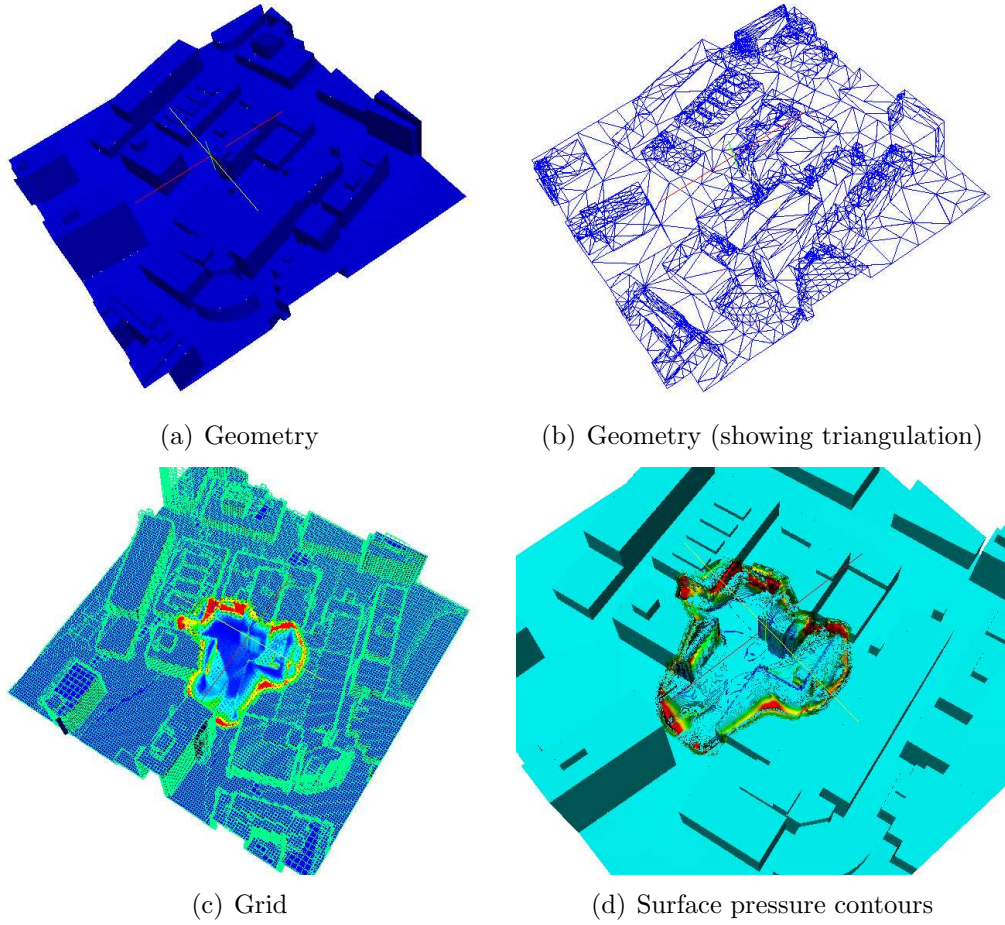 (a) Geometry
(b) Geometry (showing triangulation)
(c) Grid
(d) Surface pressure contours